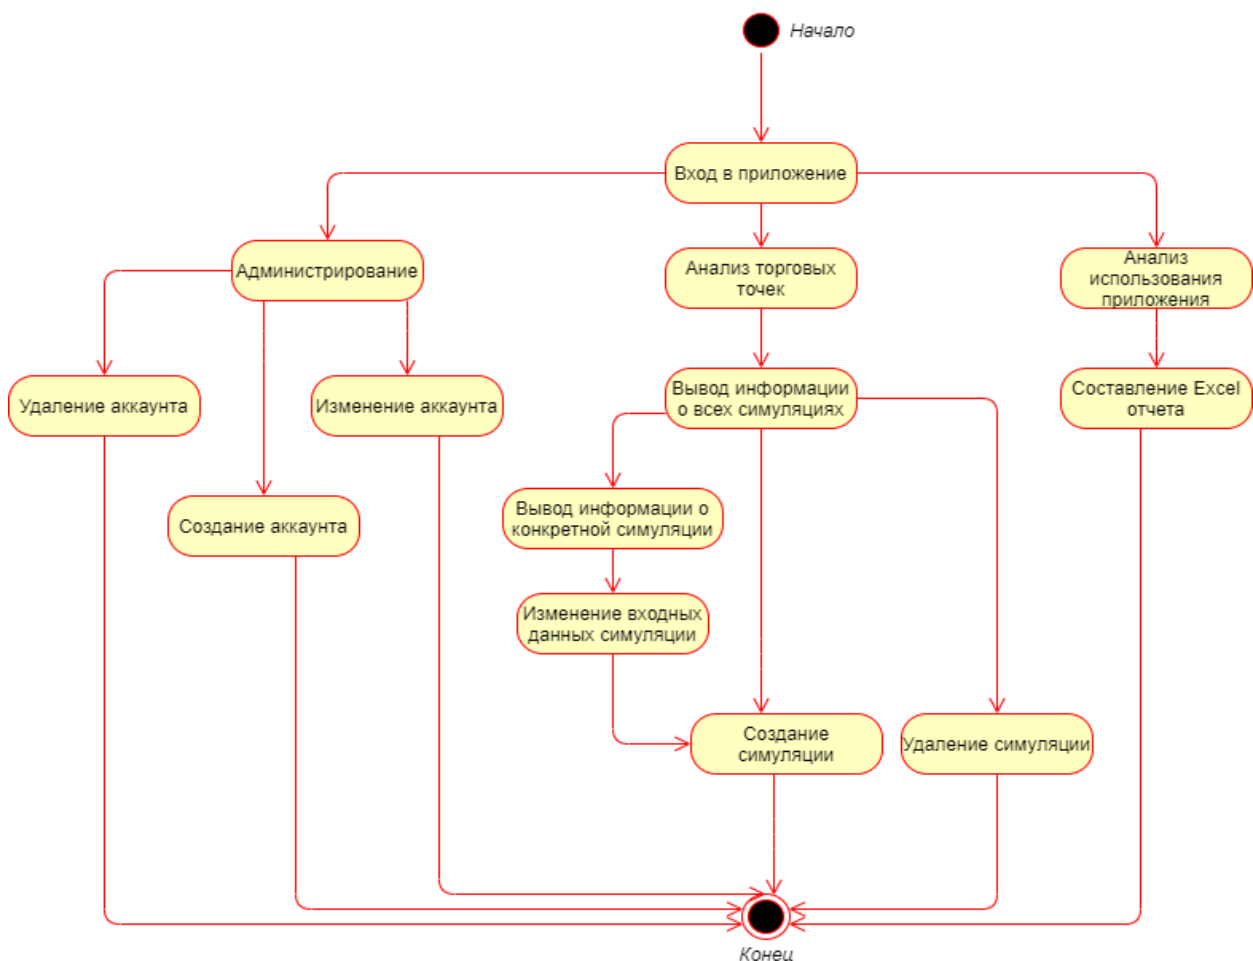 Начало
Вход в приложение
Администрирование
Анализ торговых
точек
Анализ
использования
приложения
Удаление аккаунта
Изменение аккаунта
Вывод информации
о всех симуляциях
Составление Excel
отчета
Создание аккаунта
Вывод информации о
конкретной симуляции
Изменение входных
данных симуляции
Создание
симуляции
Удаление симуляции
Конец